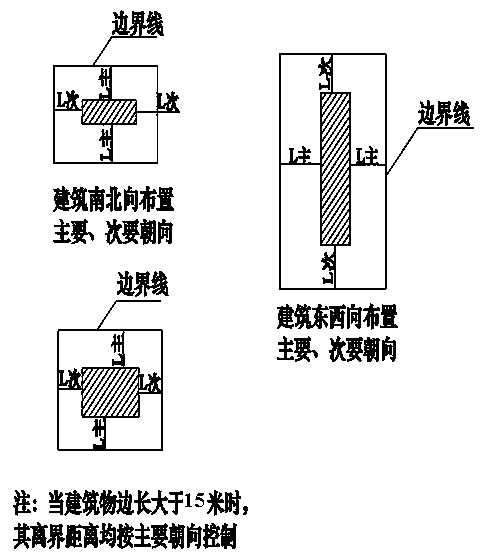 边界线
L主
L次
L次
L主
建筑南北向布置
主要、次要朝向
边界线
L次
L主
L主
L次
建筑东西向布置
主要、次要朝向
边界线
L主
L次
L次
L主
注：当建筑物边长大于15米时，
其离界距离均按主要朝向控制